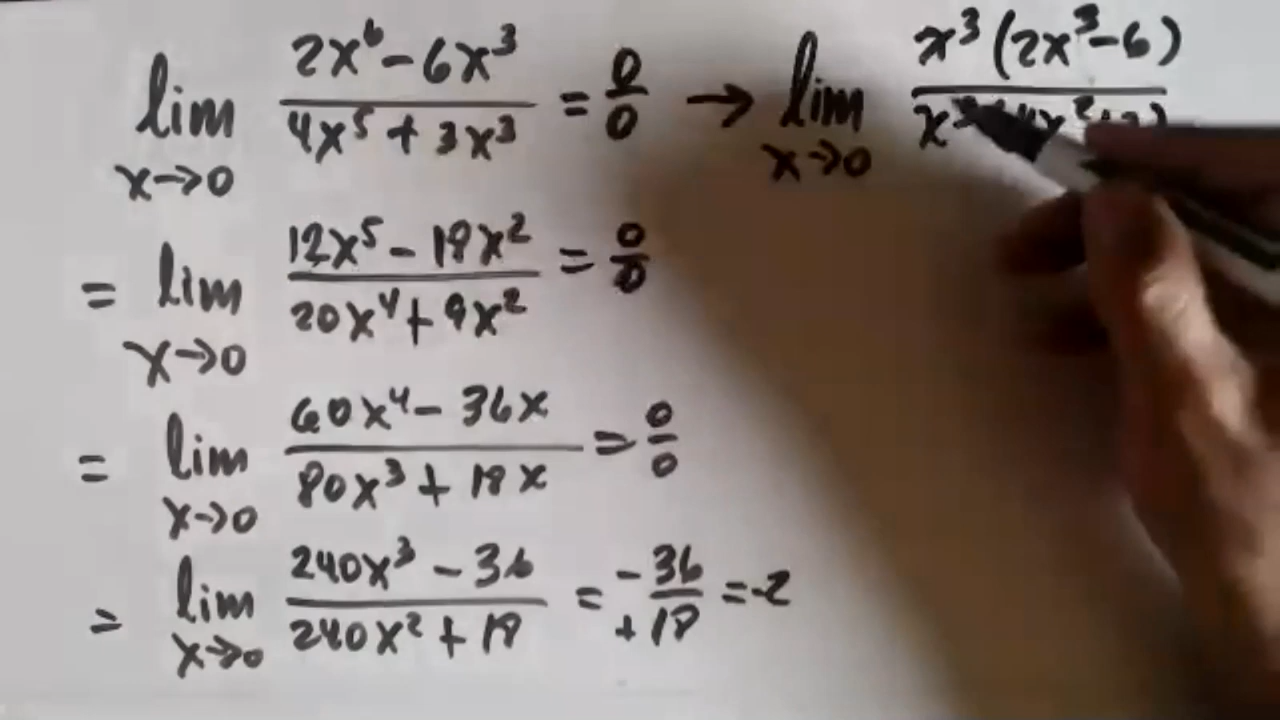 lim x→0 (2x⁶ - 6x³)/(4x⁵ + 3x³) = 0/0 → lim x→0 x³(2x³-6)/x³
= lim x→0 (12x⁵ - 18x²)/(20x⁴ + 9x²) = 0/0
= lim x→0 (60x⁴ - 36x)/(80x³ + 18x) = 0/0
= lim x→0 (240x³ - 36)/(240x² + 18) = -36/+18 = -2